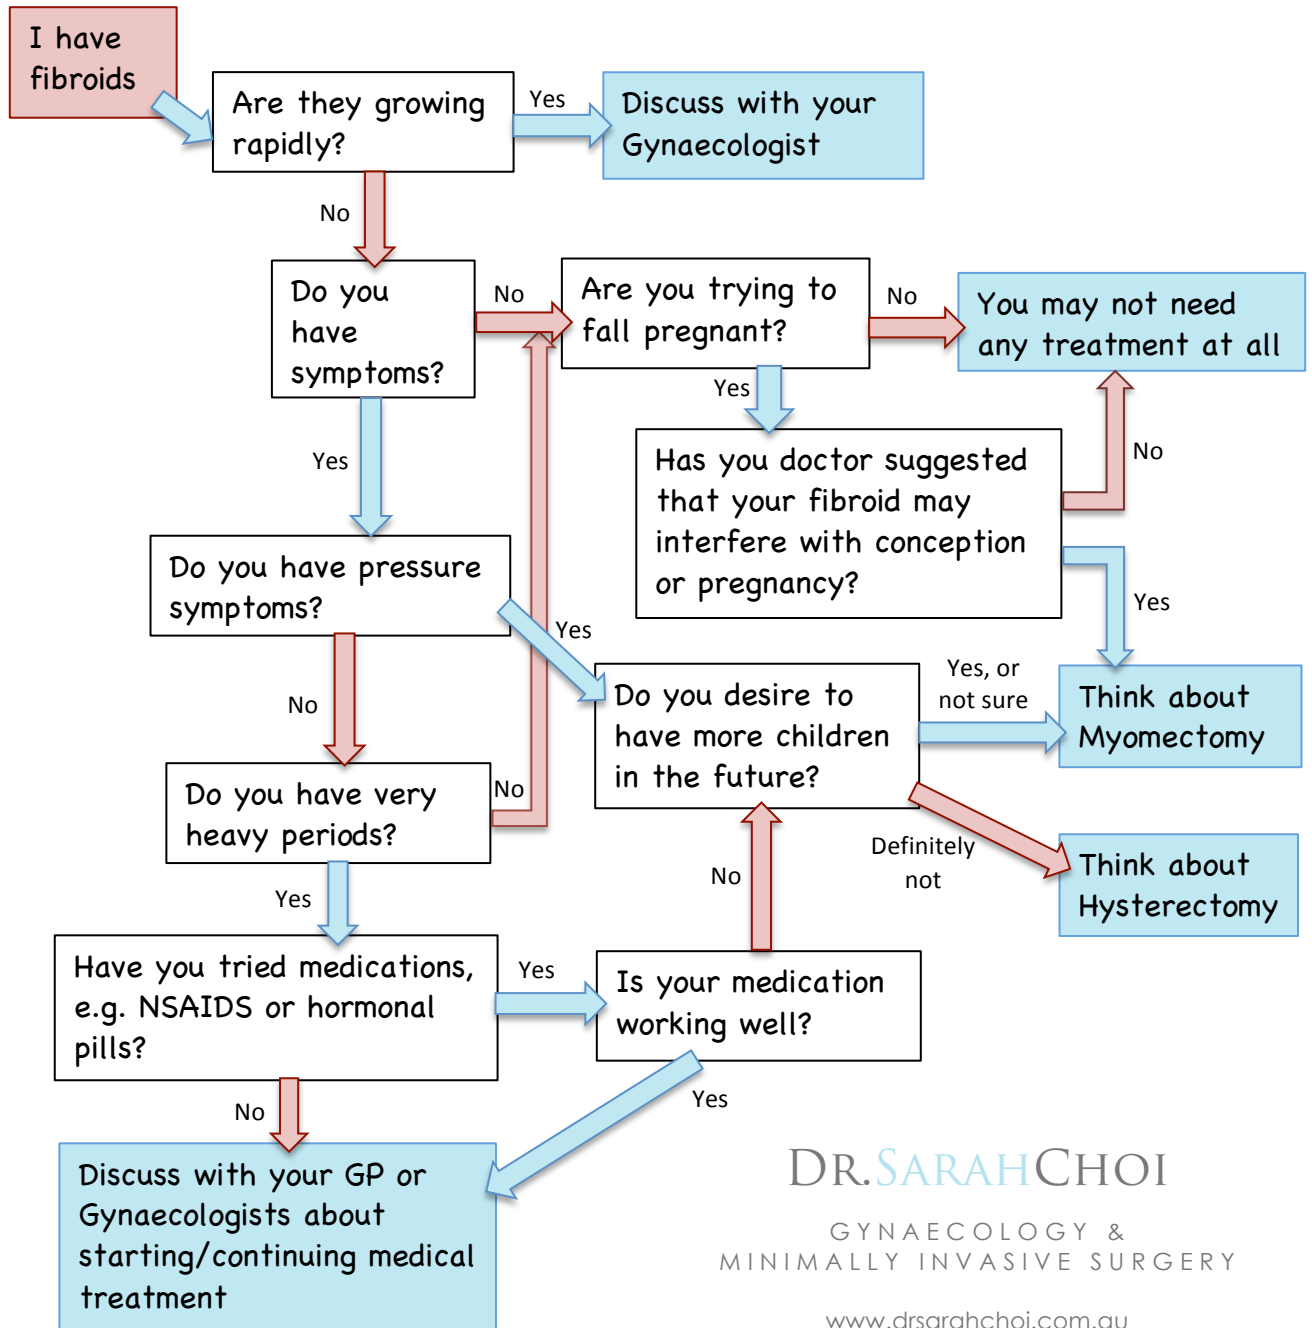 I have
fibroids
Are they growing
rapidly?
Yes
Discuss with your
Gynaecologist
No
Do you
have
symptoms?
No
Are you trying to
fall pregnant?
No
You may not need
any treatment at all
Yes
Yes
Has you doctor suggested
that your fibroid may
interfere with conception
or pregnancy?
No
Yes
Do you have pressure
symptoms?
Yes
No
Do you desire to
have more children
in the future?
Yes, or
not sure
Think about
Myomectomy
Do you have very
heavy periods?
No
Definitely
not
Think about
Hysterectomy
Yes
No
Have you tried medications,
e.g. NSAIDS or hormonal
pills?
Yes
Is your medication
working well?
No
Yes
Discuss with your GP or
Gynaecologists about
starting/continuing medical
treatment
DR.SARAHCHOI
GYNAECOLOGY &
MINIMALLY INVASIVE SURGERY
www.drsarahchoi.com.au